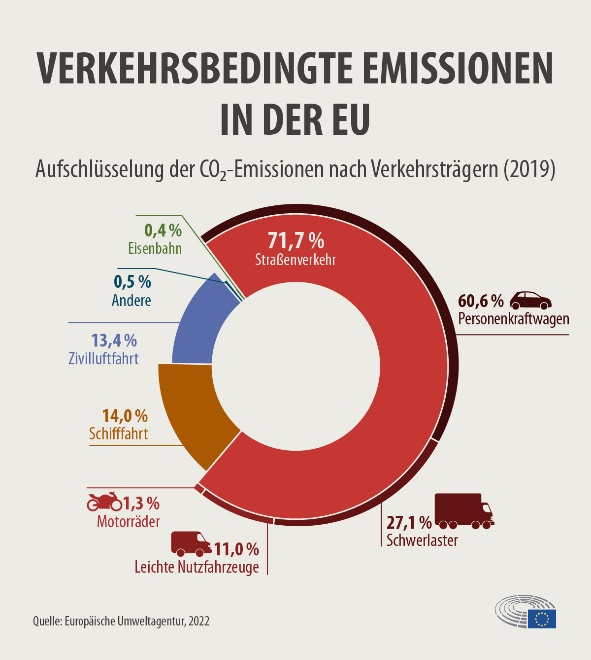 VERKEHRSBEDINGTE EMISSIONEN
IN DER EU
Aufschlüsselung der CO₂-Emissionen nach Verkehrsträgern (2019)
0,4 %
Eisenbahn
71,7 %
Straßenverkehr
0,5 %
Andere
60,6 %
Personenkraftwagen
13,4 %
Zivilluftfahrt
14,0 %
Schifffahrt
1,3 %
Motorräder
27,1 %
Schwerlaster
11,0 %
Leichte Nutzfahrzeuge
Quelle: Europäische Umweltagentur, 2022